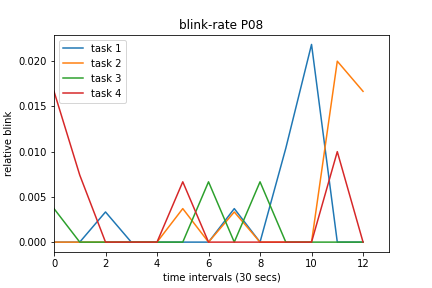 blink-rate P08
relative blink
0.020
0.015
0.010
0.005
0.000
task 1
task 2
task 3
task 4
0 2 4 6 8 10 12
time intervals (30 secs)